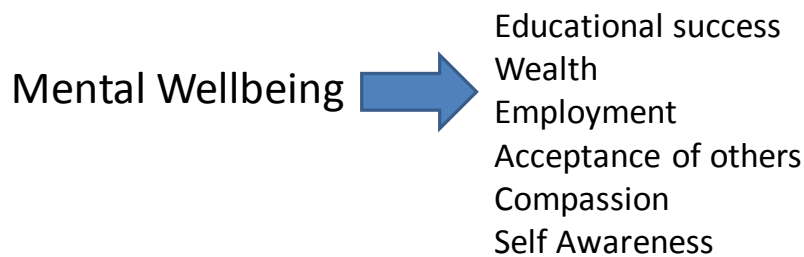 Mental Wellbeing
Educational success
Wealth
Employment
Acceptance of others
Compassion
Self Awareness